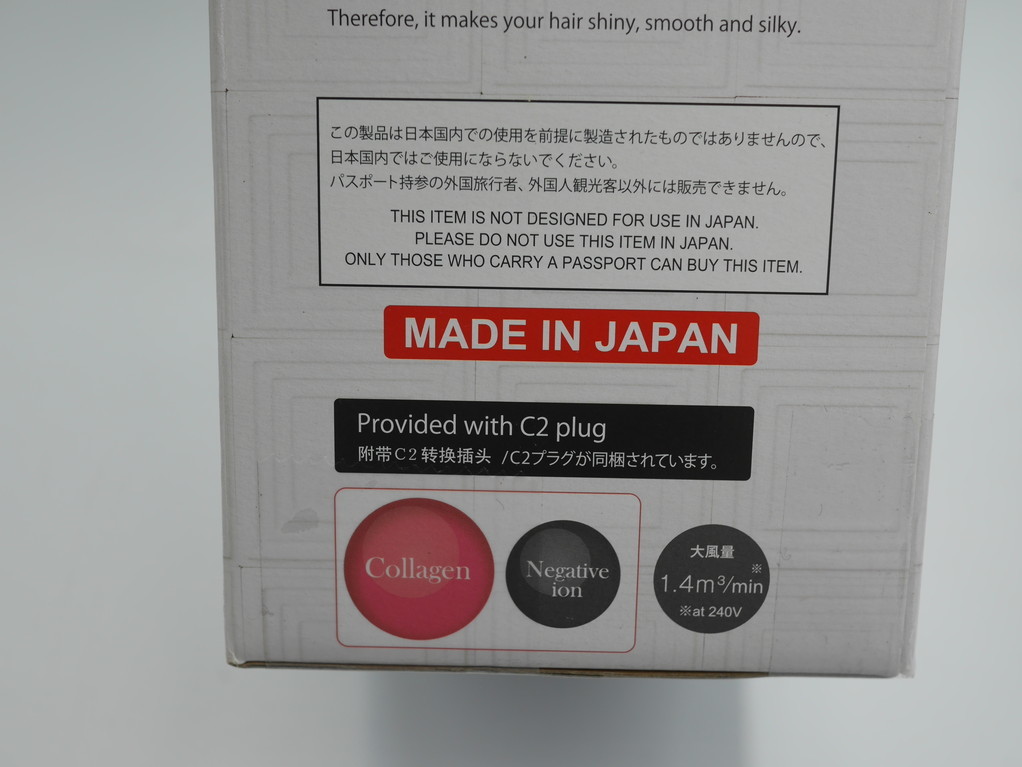 Therefore, it makes your hair shiny, smooth and silky.
この製品は日本国内での使用を前提に製造されたものではありませんので、
日本国内ではご使用にならないでください。
パスポート持参の外国旅行者、外国人観光客以外には販売できません。
THIS ITEM IS NOT DESIGNED FOR USE IN JAPAN.
PLEASE DO NOT USE THIS ITEM IN JAPAN.
ONLY THOSE WHO CARRY A PASSPORT CAN BUY THIS ITEM.
MADE IN JAPAN
Provided with C2 plug
附带C2转换插头 /C2プラグが同梱されています。
Collagen
Negative
ion
大風量
※
1.4m³/min
※at 240V